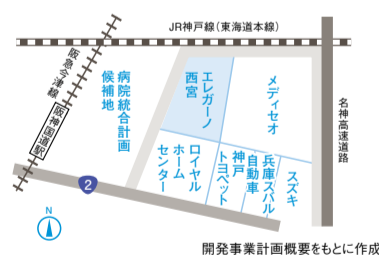 JR神戸線(東海道本線)
阪急今津線
阪神国道駅
病院統合計画
候補地
エレガーノ
西宮
メディセオ
名神高速道路
ロイヤル
ホーム
センター
神戸
トヨペット
兵庫スバル
自動車
スズキ
2
N
開発事業計画概要をもとに作成